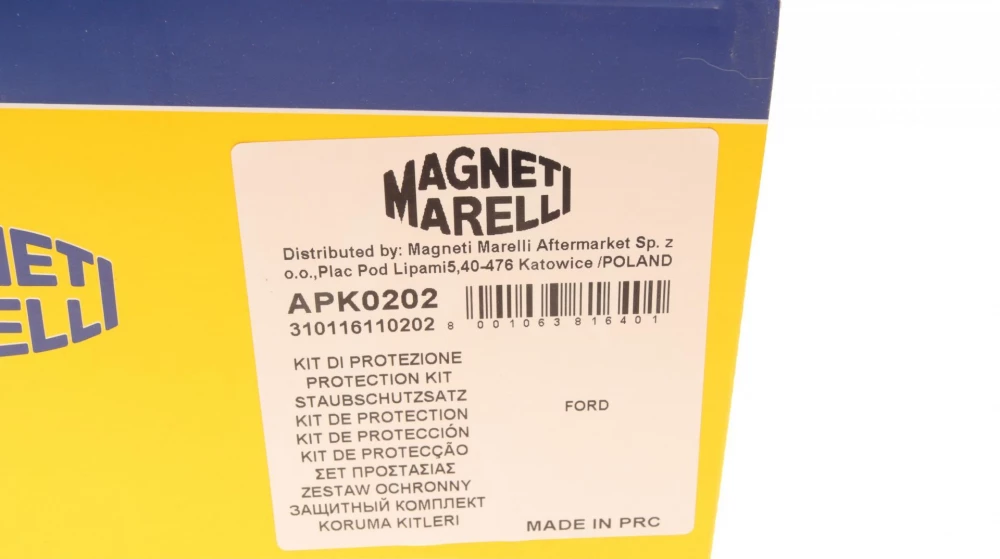 MAGNETI
MARELLI
Distributed by: Magneti Marelli Aftermarket Sp. z
o.o.,Plac Pod Lipami5,40-476 Katowice /POLAND
APK0202
310116110202
8 001063 816401
KIT DI PROTEZIONE
PROTECTION KIT
STAUBSCHUTZSATZ
KIT DE PROTECTION
KIT DE PROTECCIÓN
KIT DE PROTECÇÃO
ΣΕΤ ΠΡΟΣΤΑΣΙΑΣ
ZESTAW OCHRONNY
ЗАЩИТНЫЙ КОМПЛЕКТ
KORUMA KITLERI
FORD
MADE IN PRC
NETI
ELLI